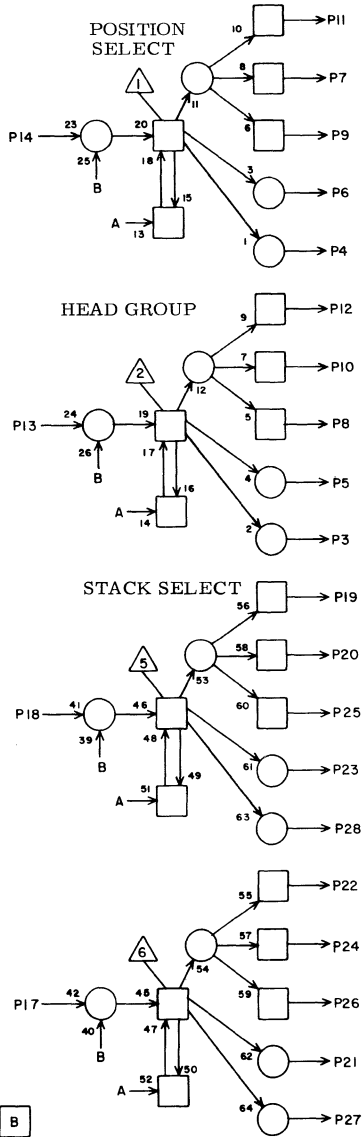 POSITION
SELECT
10
P11
1
11
8
P7
6
P9
P14
23
20
25
18
B
15
3
P6
A
13
1
P4
HEAD GROUP
9
P12
2
12
7
P10
5
P8
P13
24
19
26
17
B
16
4
P5
A
14
2
P3
STACK SELECT
56
P19
5
53
58
P20
60
P25
P18
41
46
39
48
B
49
61
P23
A
51
63
P28
55
P22
6
54
57
P24
59
P26
P17
42
45
40
47
B
50
62
P21
A
52
64
P27
B